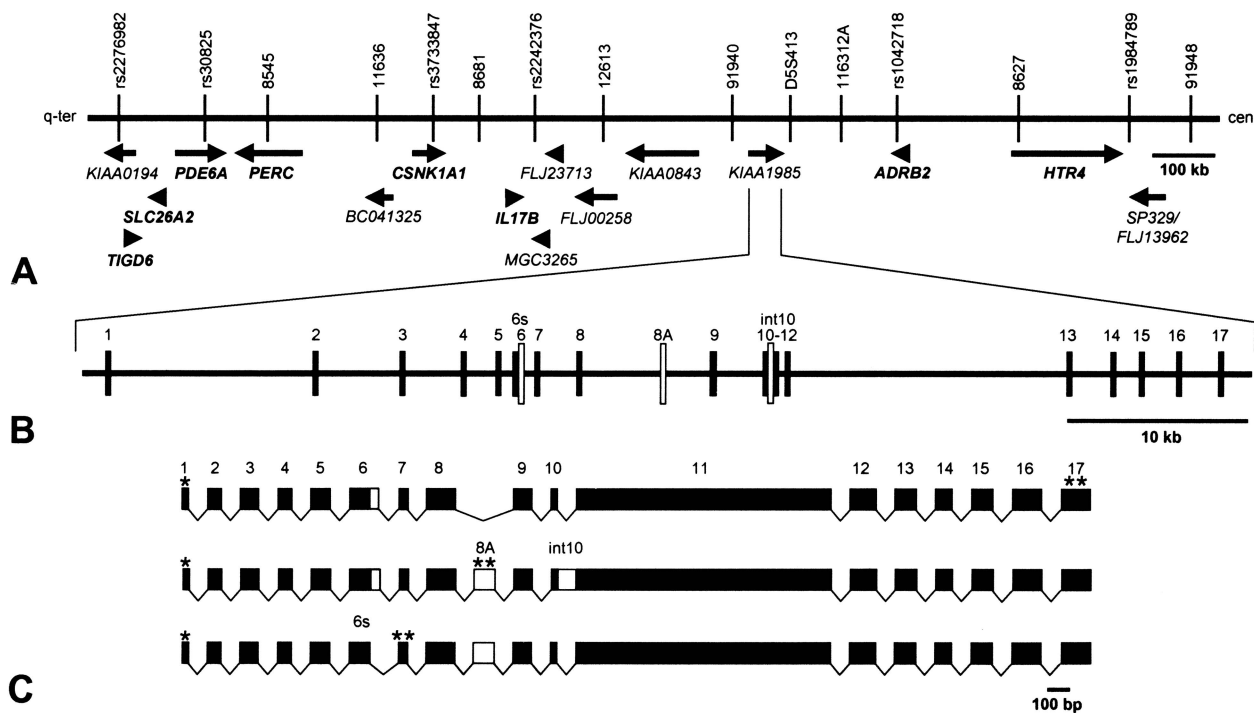 A
rs2276982 rs30825 8545 11636 rs3733847 8681 rs2242376 12613 91940 D5S413 116312A rs1042718 8627 rs1984789 91948
q-ter cen
KIAA0194 PDE6A PERC CSNK1A1 FLJ23713 KIAA0843 KIAA1985 ADRB2 HTR4 100 kb
SLC26A2 BC041325 IL17B FLJ00258 SP329/
TIGD6 MGC3265 FLJ13962
6s int10
1 2 3 4 5 6 7 8 8A 9 10-12 13 14 15 16 17
B
10 kb
1 2 3 4 5 6 7 8 9 10 11 12 13 14 15 16 17
* **
8A int10
* **
6s
* **
C
100 bp